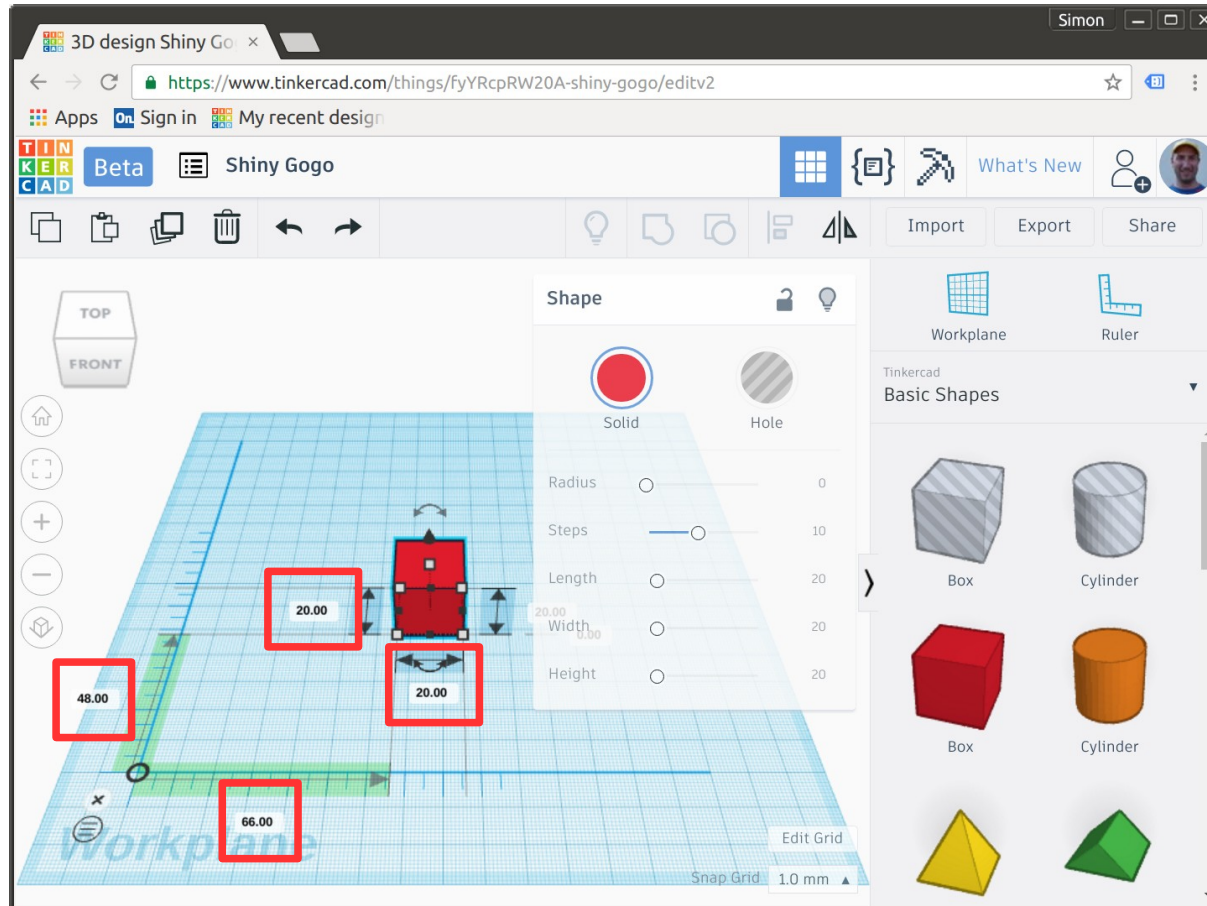 Simon
3D design Shiny Go
https://www.tinkercad.com/things/fyYRcpRW20A-shiny-gogo/editv2
Apps On. Sign in My recent design
TIN
KER
CAD
Beta Shiny Gogo What's New
Import Export Share
TOP
FRONT
Shape
Workplane Ruler
Tinkercad
Basic Shapes
Solid Hole
Radius 0
Steps 10
Length 20
20.00 20.00
Width 20
0.00
Height 20
48.00 20.00
66.00
Box Cylinder
Box Cylinder
Workplane
Edit Grid
Snap Grid 1.0 mm